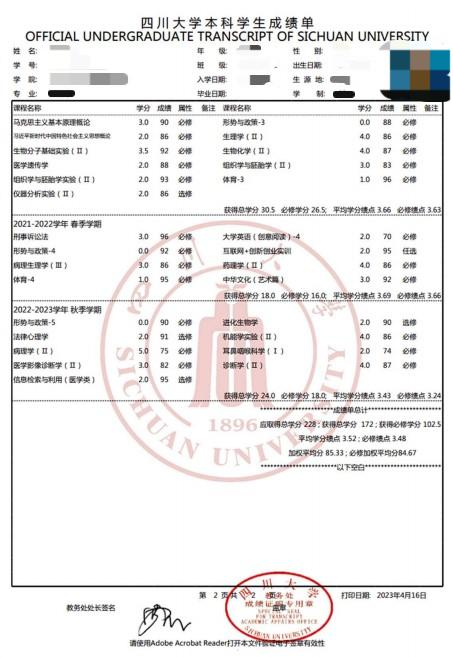 四川大学本科学生成绩单
OFFICIAL UNDERGRADUATE TRANSCRIPT OF SICHUAN UNIVERSITY
姓 名: 年 级: 性 别:
学 号: 班 级: 出生日期:
学 院: 入学日期: 生 源 地:
专 业: 毕业日期: 学 制:
课程名称 学分 成绩 属性 备注 课程名称 学分 成绩 属性 备注
马克思主义基本原理概论 3.0 90 必修 形势与政策-3 0.0 88 必修
习近平新时代中国特色社会主义思想概论 2.0 86 必修 生理学(II) 4.0 86 必修
生物分子基础实验(II) 3.5 92 必修 生物化学(II) 4.0 87 必修
医学遗传学 2.0 88 必修 组织学与胚胎学(II) 3.0 83 必修
组织学与胚胎学实验(II) 2.0 93 必修 体育-3 1.0 96 必修
仪器分析实验(II) 2.0 86 选修
获得总学分 30.5 必修学分 26.5; 平均学分绩点 3.66 必修绩点 3.63
2021-2022学年 春季学期
刑事诉讼法 3.0 96 必修 大学英语(创意阅读)-4 2.0 70 必修
形势与政策-4 0.0 92 必修 互联网+创新创业实训 2.0 95 任选
病理生理学(III) 3.0 86 必修 药理学(II) 4.0 86 必修
体育-4 1.0 95 必修 中华文化(艺术篇) 3.0 92 必修
获得总学分 18.0 必修学分 16.0; 平均学分绩点 3.69 必修绩点 3.66
2022-2023学年 秋季学期
形势与政策-5 0.0 90 必修 进化生物学 2.0 90 选修
法律心理学 2.0 91 选修 机能学实验(II) 4.0 88 必修
病理学(II) 5.0 75 必修 耳鼻咽喉科学(I) 2.0 74 必修
医学影像诊断学(II) 3.0 82 必修 诊断学(II) 4.0 87 必修
信息检索与利用(医学类) 2.0 95 选修
获得总学分 24.0 必修学分 18.0; 平均学分绩点 3.43 必修绩点 3.24
********************成绩单总计********************
应取得总学分 228 ; 获得总学分 172 ; 获得必修学分 102.5
平均学分绩点 3.52 ; 必修绩点 3.48
加权平均分 85.33 ; 必修加权平均分84.67
********************以下空白********************
SICHUAN UNIVERSITY
1896
第 2 页 共 2 页 打印日期: 2023年4月16日
四川大学
教务处
成绩证明专用章
SPECIAL SEAL
FOR TRANSCRIPT
ACADEMIC AFFAIRS OFFICE
SICHUAN UNIVERSITY
教务处处长签名
请使用Adobe Acrobat Reader打开本文件验证电子签章有效性